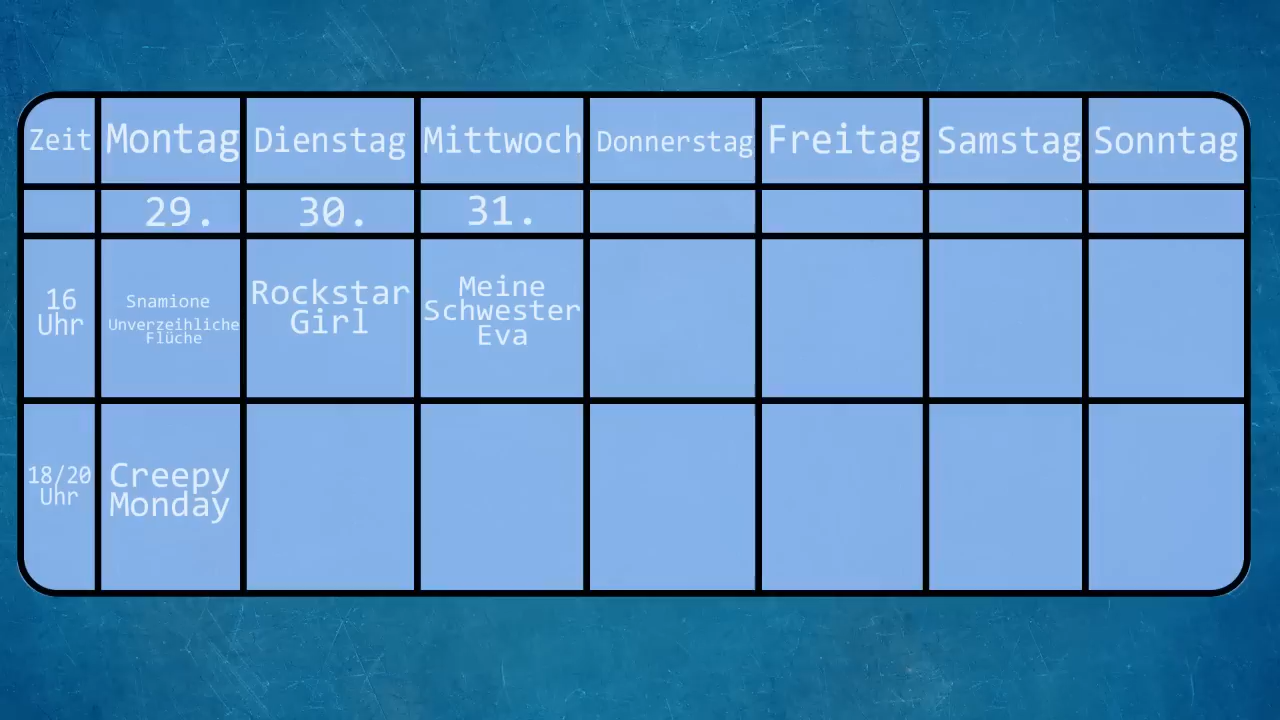 Zeit Montag Dienstag Mittwoch Donnerstag Freitag Samstag Sonntag
29. 30. 31.
16
Uhr
Snamione
Unverzeihliche
Flüche
Rockstar
Girl
Meine
Schwester
Eva
18/20
Uhr
Creepy
Monday